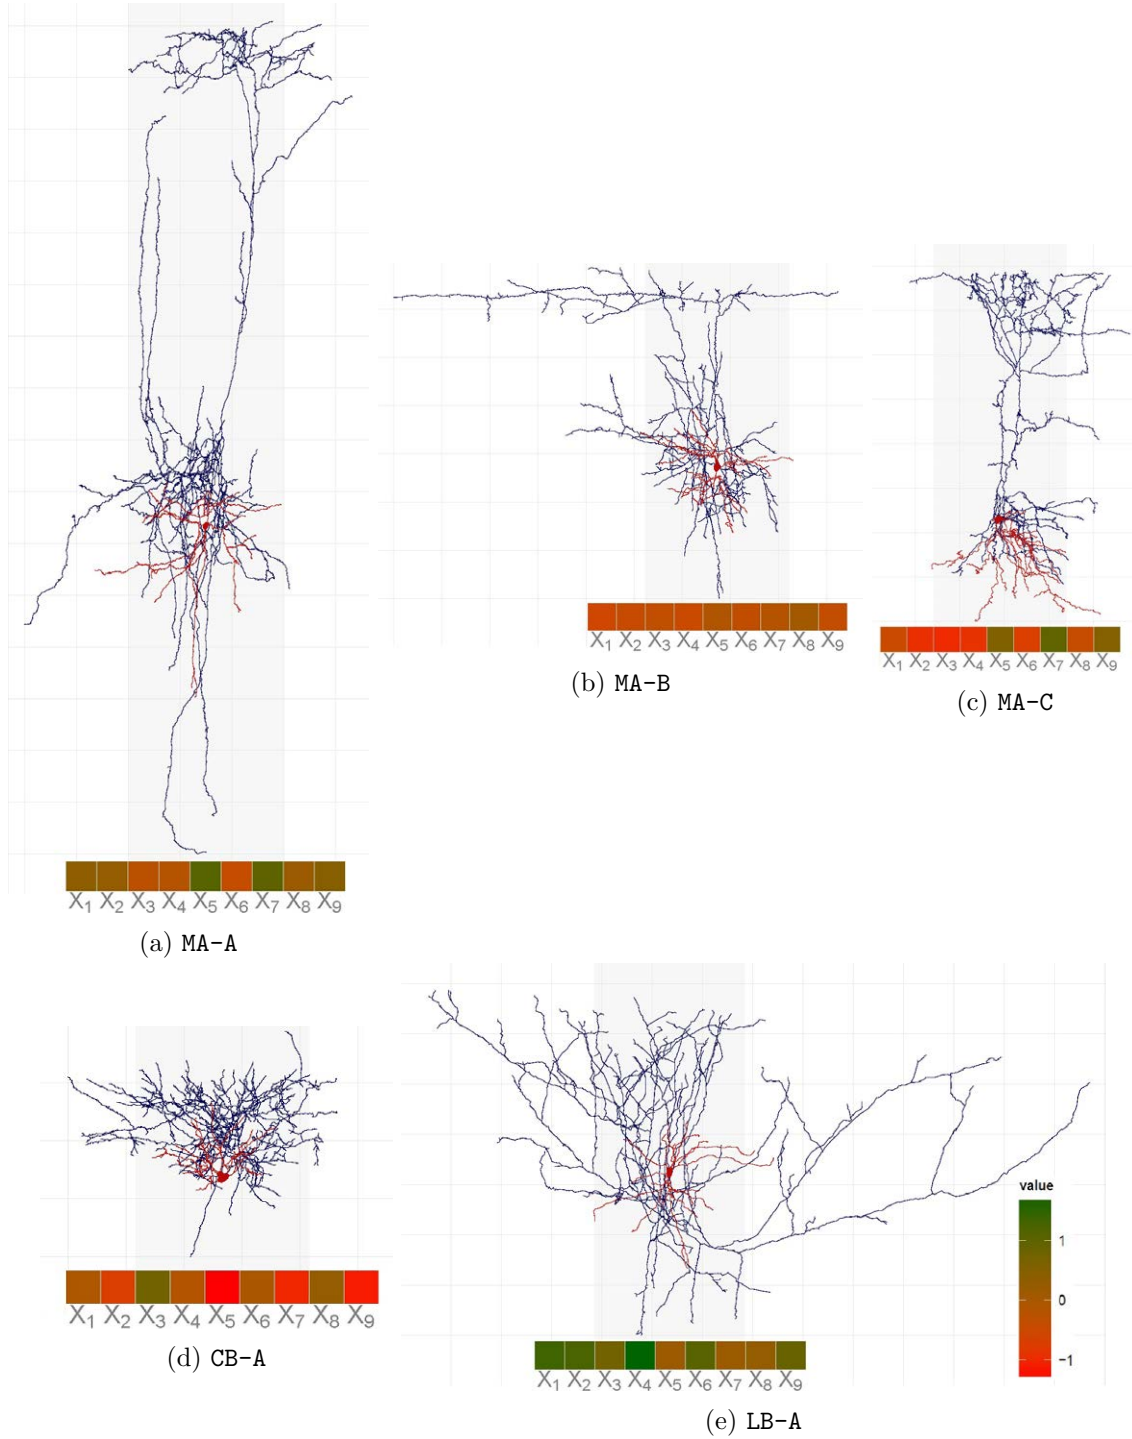 X1 X2 X3 X4 X5 X6 X7 X8 X9
(a) MA-A
X1 X2 X3 X4 X5 X6 X7 X8 X9
(b) MA-B
X1 X2 X3 X4 X5 X6 X7 X8 X9
(c) MA-C
X1 X2 X3 X4 X5 X6 X7 X8 X9
(d) CB-A
value
1
0
−1
X1 X2 X3 X4 X5 X6 X7 X8 X9
(e) LB-A